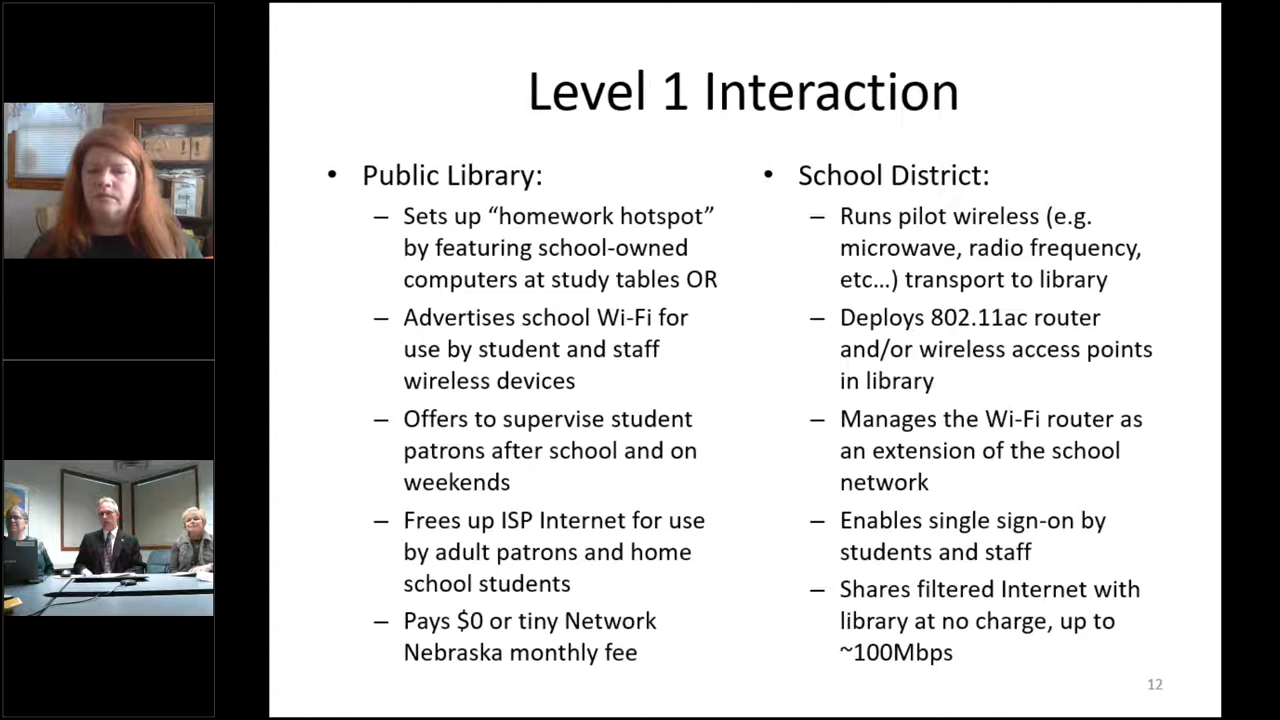 Level 1 Interaction
• Public Library:
– Sets up “homework hotspot”
by featuring school-owned
computers at study tables OR
– Advertises school Wi-Fi for
use by student and staff
wireless devices
– Offers to supervise student
patrons after school and on
weekends
– Frees up ISP Internet for use
by adult patrons and home
school students
– Pays $0 or tiny Network
Nebraska monthly fee
• School District:
– Runs pilot wireless (e.g.
microwave, radio frequency,
etc…) transport to library
– Deploys 802.11ac router
and/or wireless access points
in library
– Manages the Wi-Fi router as
an extension of the school
network
– Enables single sign-on by
students and staff
– Shares filtered Internet with
library at no charge, up to
~100Mbps
12